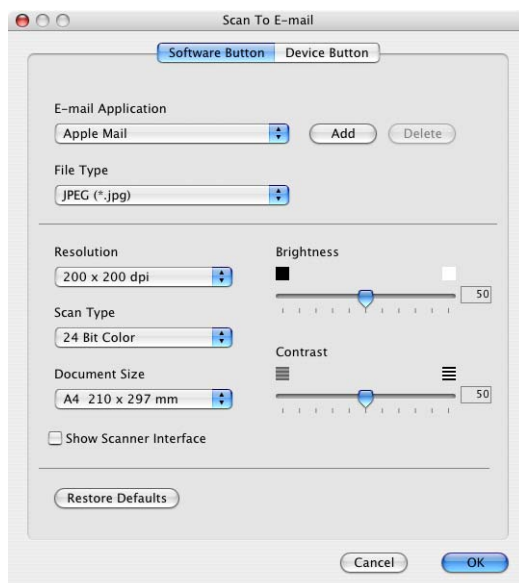 Scan To E-mail
Software Button Device Button
E-mail Application
Apple Mail Add Delete
File Type
JPEG (*.jpg)
Resolution
200 x 200 dpi
Scan Type
24 Bit Color
Document Size
A4 210 x 297 mm
Show Scanner Interface
Brightness
50
Contrast
50
Restore Defaults
Cancel OK